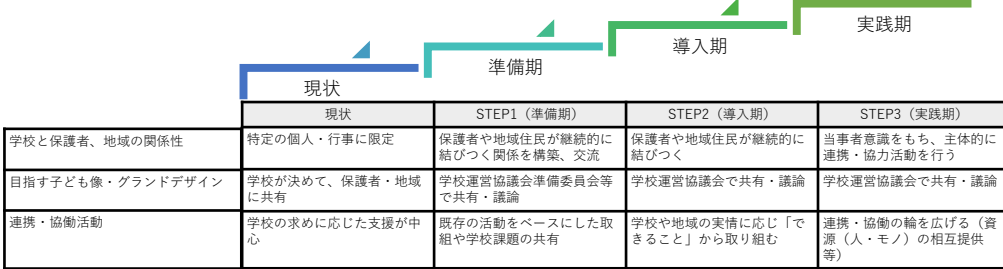 実践期
導入期
準備期
現状
現状
STEP1（準備期）
STEP2（導入期）
STEP3（実践期）
学校と保護者、地域の関係性
特定の個人・行事に限定
保護者や地域住民が継続的に
結びつく関係を構築、交流
保護者や地域住民が継続的に
結びつく
当事者意識をもち、主体的に
連携・協力活動を行う
目指す子ども像・グランドデザイン
学校が決めて、保護者・地域
に共有
学校運営協議会準備委員会等
で共有・議論
学校運営協議会で共有・議論
学校運営協議会で共有・議論
連携・協働活動
学校の求めに応じた支援が中
心
既存の活動をベースにした取
組や学校課題の共有
学校や地域の実情に応じ「で
きること」から取り組む
連携・協働の輪を広げる（資
源（人・モノ）の相互提供
等）